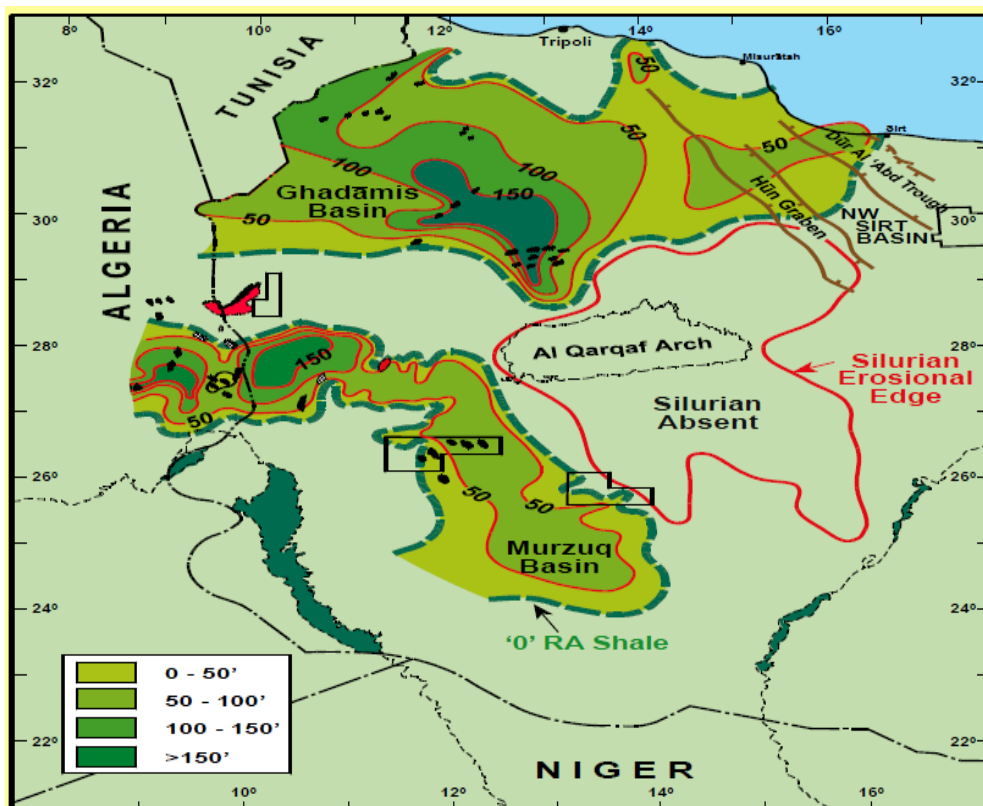 8º
10º
12º
14º
16º
Tripoli
Misurãtah
TUNISIA
32º
32º
50
50
Sirt
50
100
100
150
Dūr Al 'Abd Trough
Hūn Graben
Ghadāmis
Basin
50
30º
30º
NW
SIRT
BASIN
ALGERIA
28º
28º
150
Al Qarqaf Arch
Silurian
Erosional
Edge
50
Silurian
Absent
26º
26º
50
50
Murzuq
Basin
24º
24º
'0' RA Shale
0 - 50'
50 - 100'
100 - 150'
>150'
22º
22º
NIGER
10º
12º
14º
16º